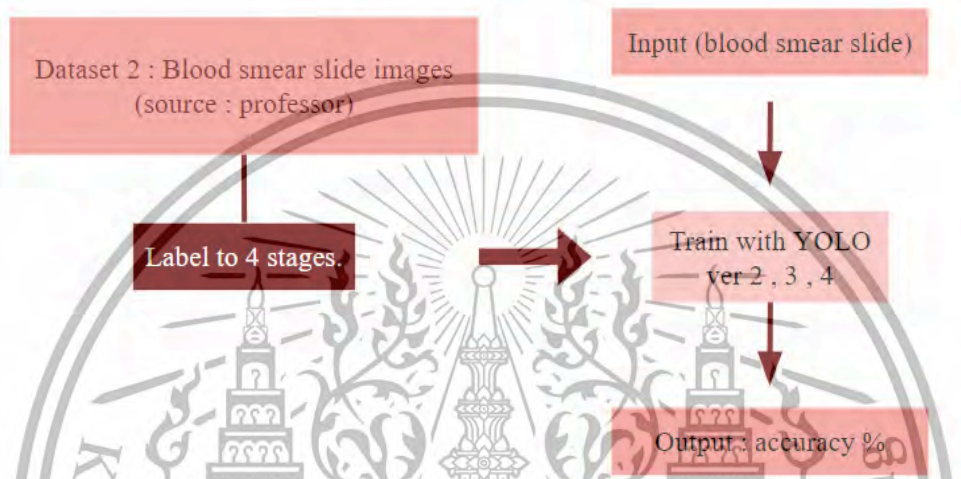 Dataset 2 : Blood smear slide images
(source : professor)
Label to 4 stages.
Input (blood smear slide)
Train with YOLO
ver 2 , 3 , 4
Output : accuracy %